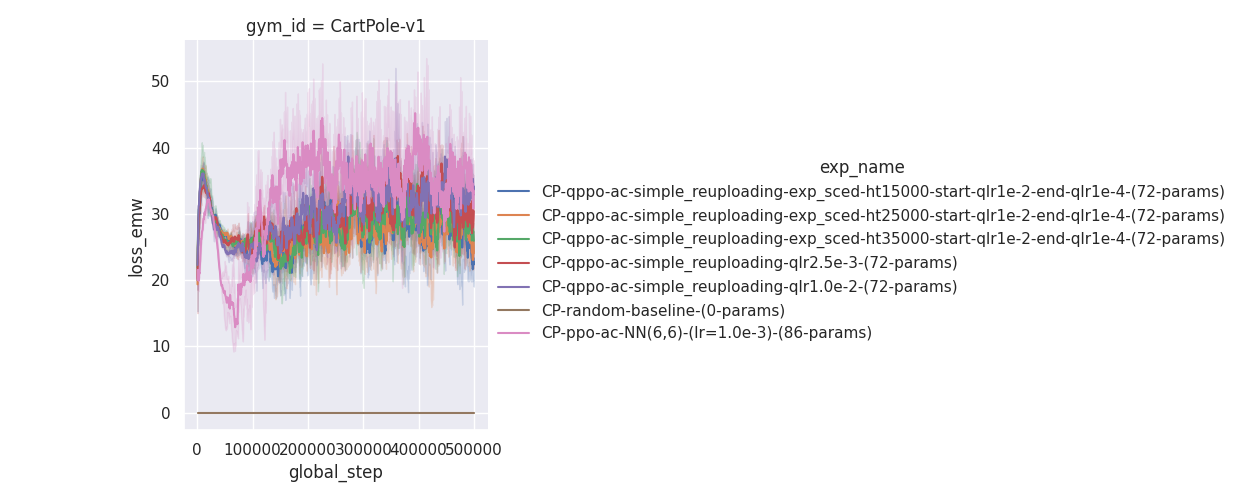 gym_id = CartPole-v1
50
40
30
20
10
0
loss_emw
0 100000 200000 300000 400000 500000
global_step
exp_name
CP-qppo-ac-simple_reuploading-exp_sced-ht15000-start-qlr1e-2-end-qlr1e-4-(72-params)
CP-qppo-ac-simple_reuploading-exp_sced-ht25000-start-qlr1e-2-end-qlr1e-4-(72-params)
CP-qppo-ac-simple_reuploading-exp_sced-ht35000-start-qlr1e-2-end-qlr1e-4-(72-params)
CP-qppo-ac-simple_reuploading-qlr2.5e-3-(72-params)
CP-qppo-ac-simple_reuploading-qlr1.0e-2-(72-params)
CP-random-baseline-(0-params)
CP-ppo-ac-NN(6,6)-(lr=1.0e-3)-(86-params)